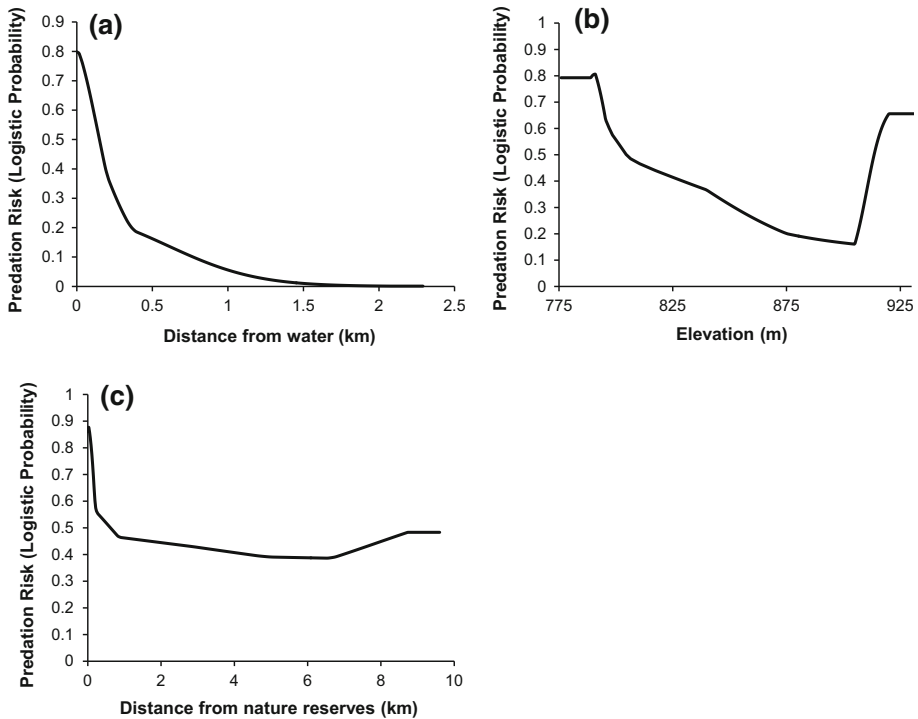 (a)
Predation Risk (Logistic Probability)
0.9
0.8
0.7
0.6
0.5
0.4
0.3
0.2
0.1
0
0 0.5 1 1.5 2 2.5
Distance from water (km)
(b)
Predation Risk (Logistic Probability)
1
0.9
0.8
0.7
0.6
0.5
0.4
0.3
0.2
0.1
0
775 825 875 925
Elevation (m)
(c)
Predation Risk (Logistic Probability)
1
0.9
0.8
0.7
0.6
0.5
0.4
0.3
0.2
0.1
0
0 2 4 6 8 10
Distance from nature reserves (km)